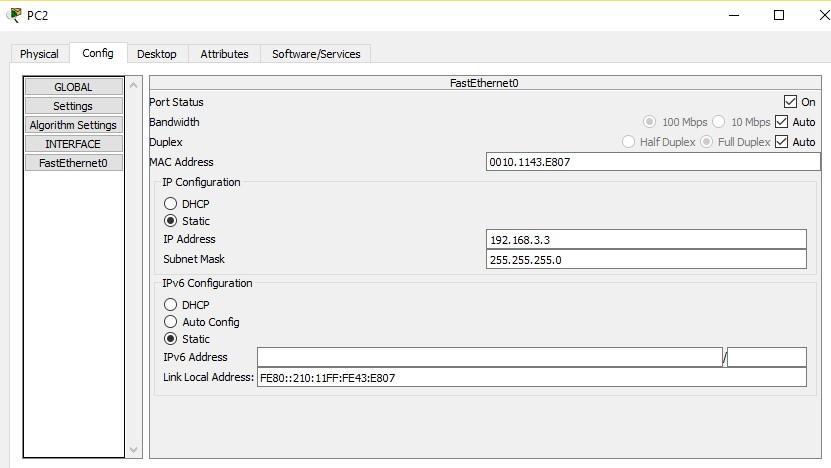 PC2
Physical Config Desktop Attributes Software/Services
GLOBAL
Settings
Algorithm Settings
INTERFACE
FastEthernet0
FastEthernet0
Port Status On
Bandwidth 100 Mbps 10 Mbps Auto
Duplex Half Duplex Full Duplex Auto
MAC Address 0010.1143.E807
IP Configuration
DHCP
Static
IP Address 192.168.3.3
Subnet Mask 255.255.255.0
IPv6 Configuration
DHCP
Auto Config
Static
IPv6 Address /
Link Local Address: FE80::210:11FF:FE43:E807